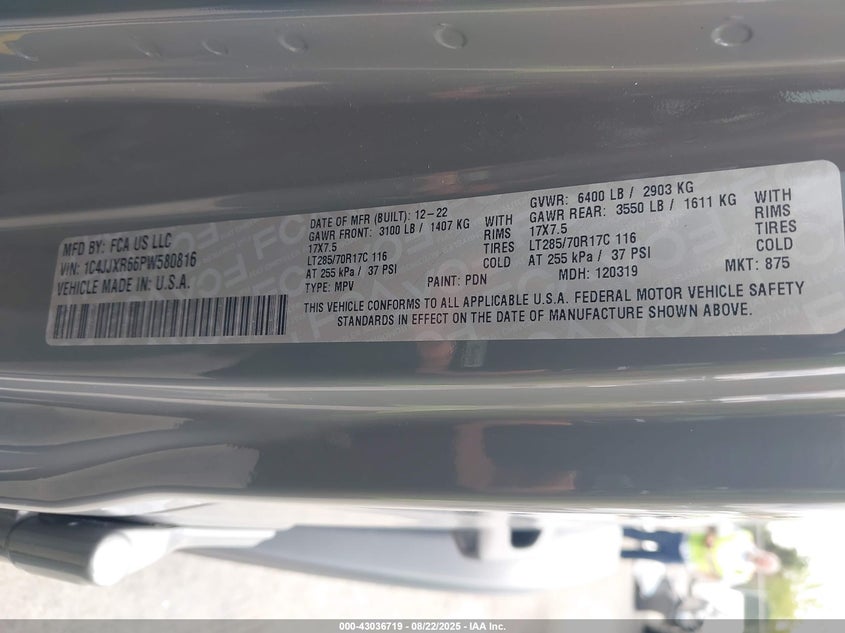 MFD BY: FCA US LLC
VIN: 1C4JJXR66PW580816
VEHICLE MADE IN: U.S.A.
DATE OF MFR (BUILT): 12-22
GAWR FRONT: 3100 LB / 1407 KG WITH
17X7.5 RIMS
LT285/70R17C 116 TIRES
AT 255 kPa / 37 PSI COLD
TYPE: MPV PAINT: PDN
GVWR: 6400 LB / 2903 KG
GAWR REAR: 3550 LB / 1611 KG WITH
17X7.5 RIMS
LT285/70R17C 116 TIRES
AT 255 kPa / 37 PSI COLD
MDH: 120319 MKT: 875
THIS VEHICLE CONFORMS TO ALL APPLICABLE U.S.A. FEDERAL MOTOR VEHICLE SAFETY
STANDARDS IN EFFECT ON THE DATE OF MANUFACTURE SHOWN ABOVE.
000-43036719 - 08/22/2025 - IAA Inc.